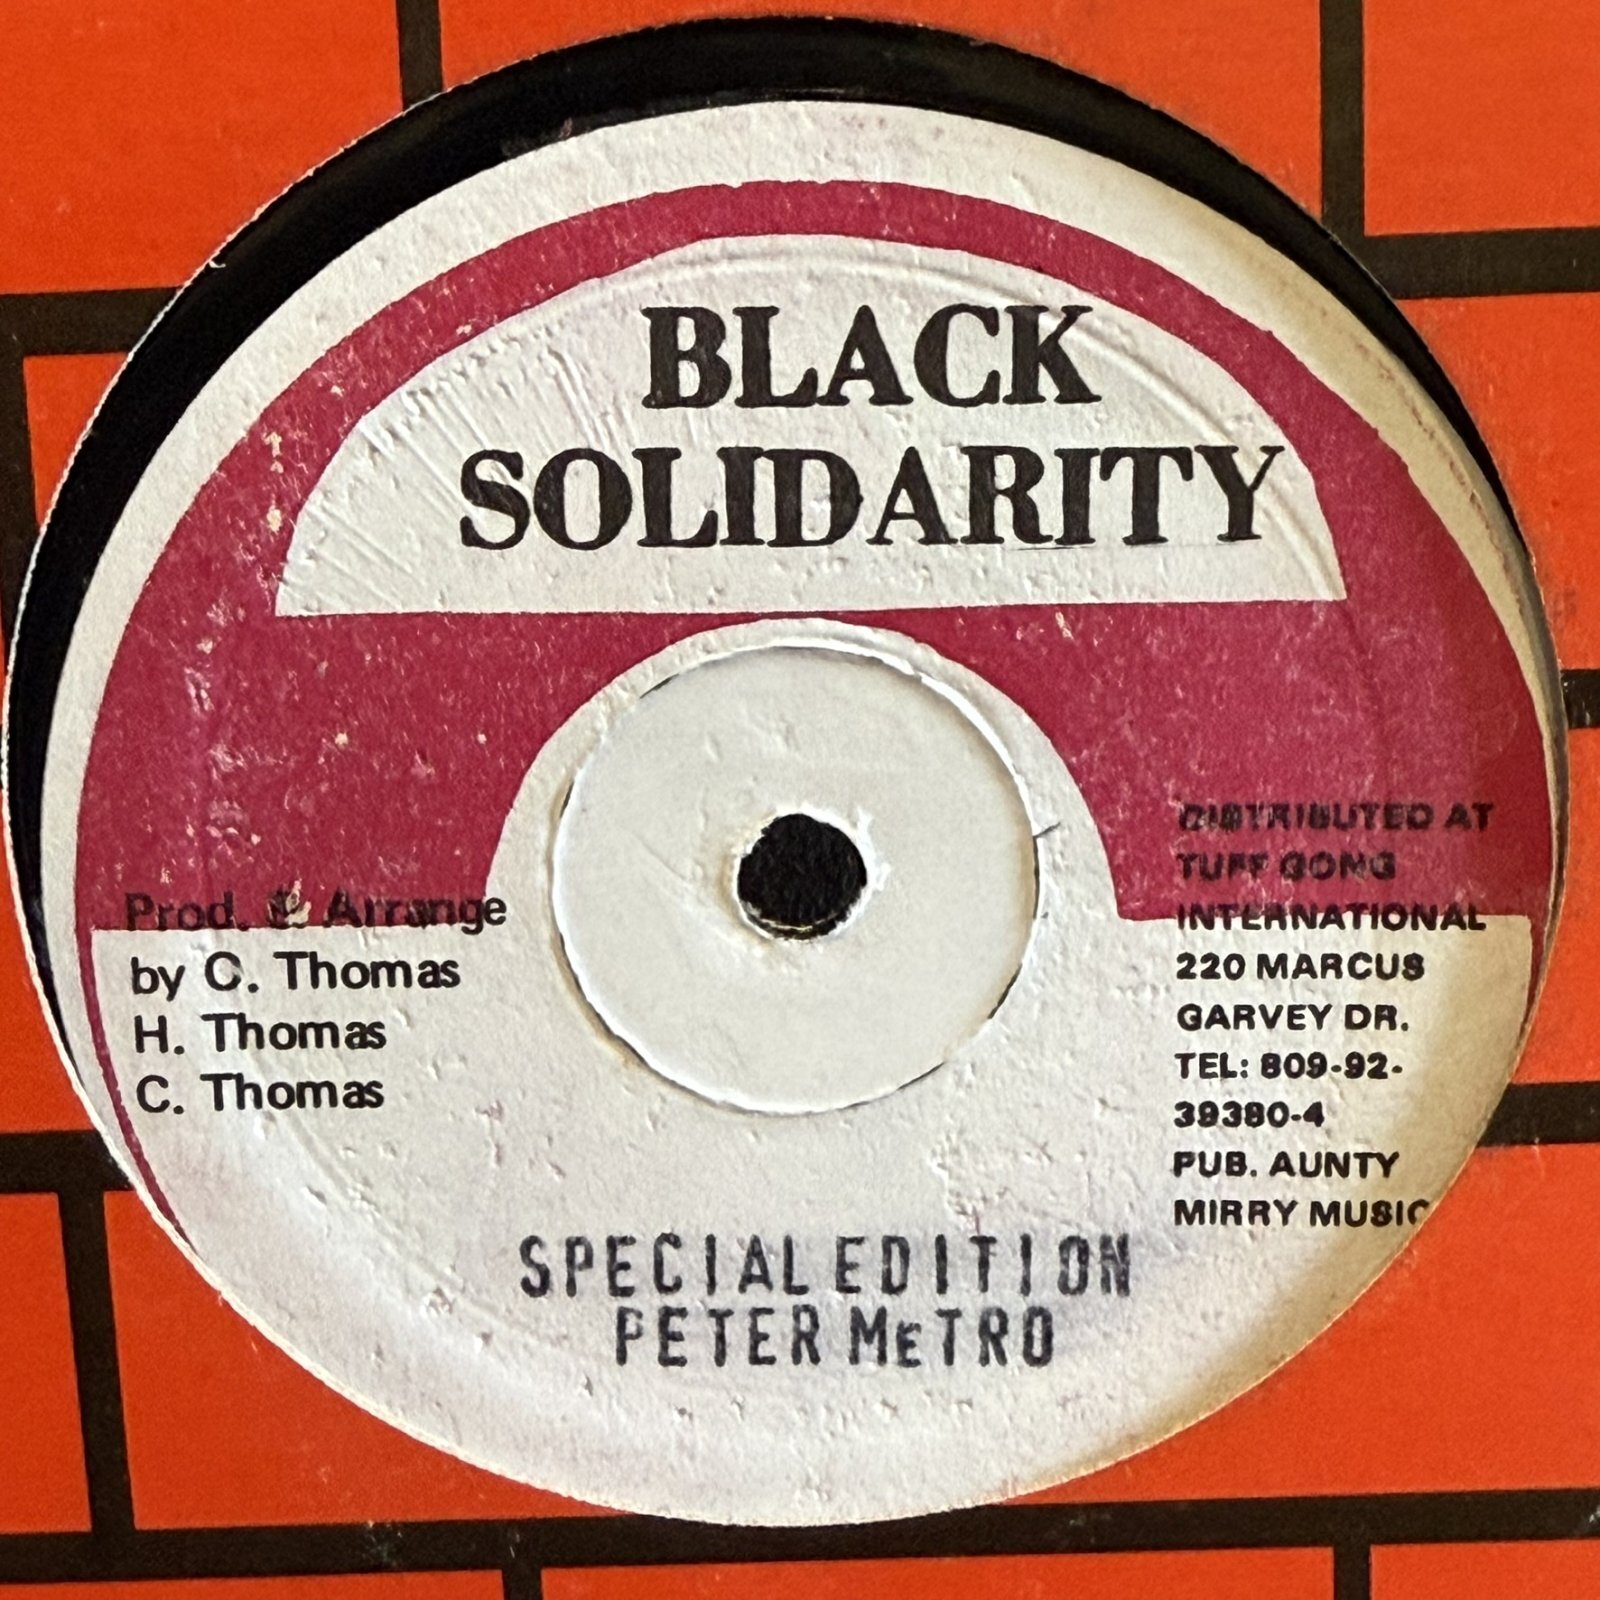 BLACK
SOLIDARITY
Prod. & Arrange
by C. Thomas
H. Thomas
C. Thomas
DISTRIBUTED AT
TUFF GONG
INTERNATIONAL
220 MARCUS
GARVEY DR.
TEL: 809-92-
39380-4
PUB. AUNTY
MIRRY MUSIC
SPECIAL EDITION
PETER MeTRO